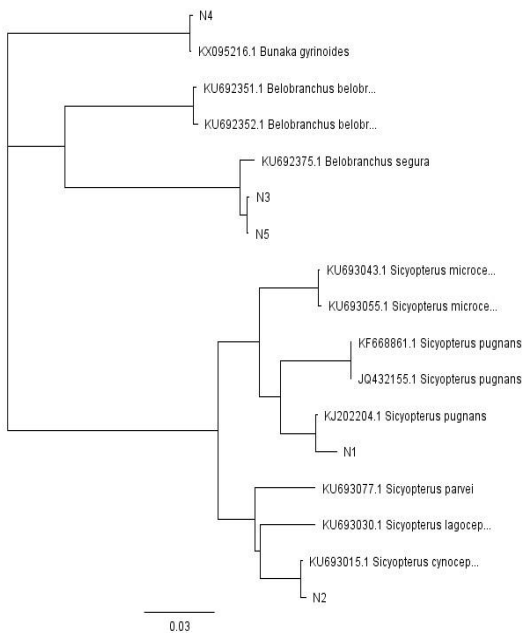 N4
KX095216.1 Bunaka gyrinoides
KU692351.1 Belobranchus belobr...
KU692352.1 Belobranchus belobr...
KU692375.1 Belobranchus segura
N3
N5
KU693043.1 Sicyopterus microce...
KU693055.1 Sicyopterus microce...
KF668861.1 Sicyopterus pugnans
JQ432155.1 Sicyopterus pugnans
KJ202204.1 Sicyopterus pugnans
N1
KU693077.1 Sicyopterus parvei
KU693030.1 Sicyopterus lagocep...
KU693015.1 Sicyopterus cynocep...
N2
0.03